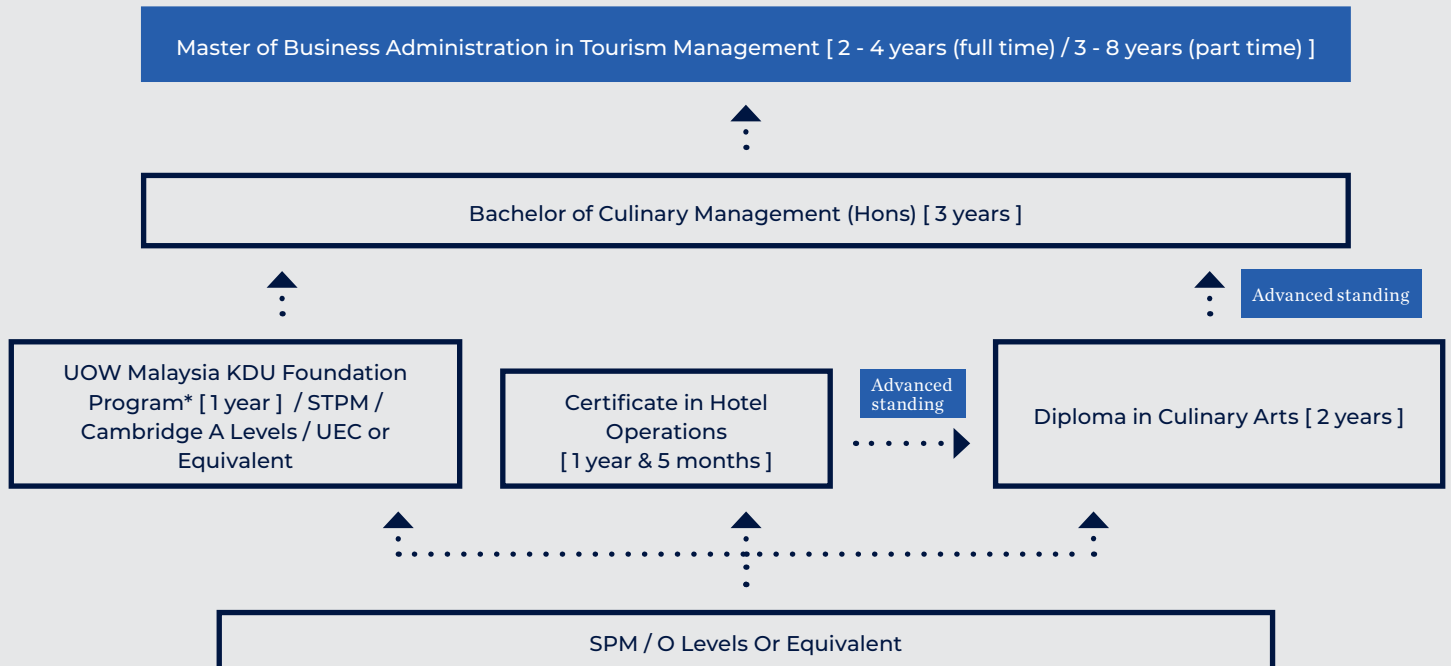 Master of Business Administration in Tourism Management [ 2 - 4 years (full time) / 3 - 8 years (part time) ]
Bachelor of Culinary Management (Hons) [ 3 years ]
Advanced standing
UOW Malaysia KDU Foundation
Program* [ 1 year ] / STPM /
Cambridge A Levels / UEC or
Equivalent
Certificate in Hotel
Operations
[ 1 year & 5 months ]
Advanced
standing
Diploma in Culinary Arts [ 2 years ]
SPM / O Levels Or Equivalent